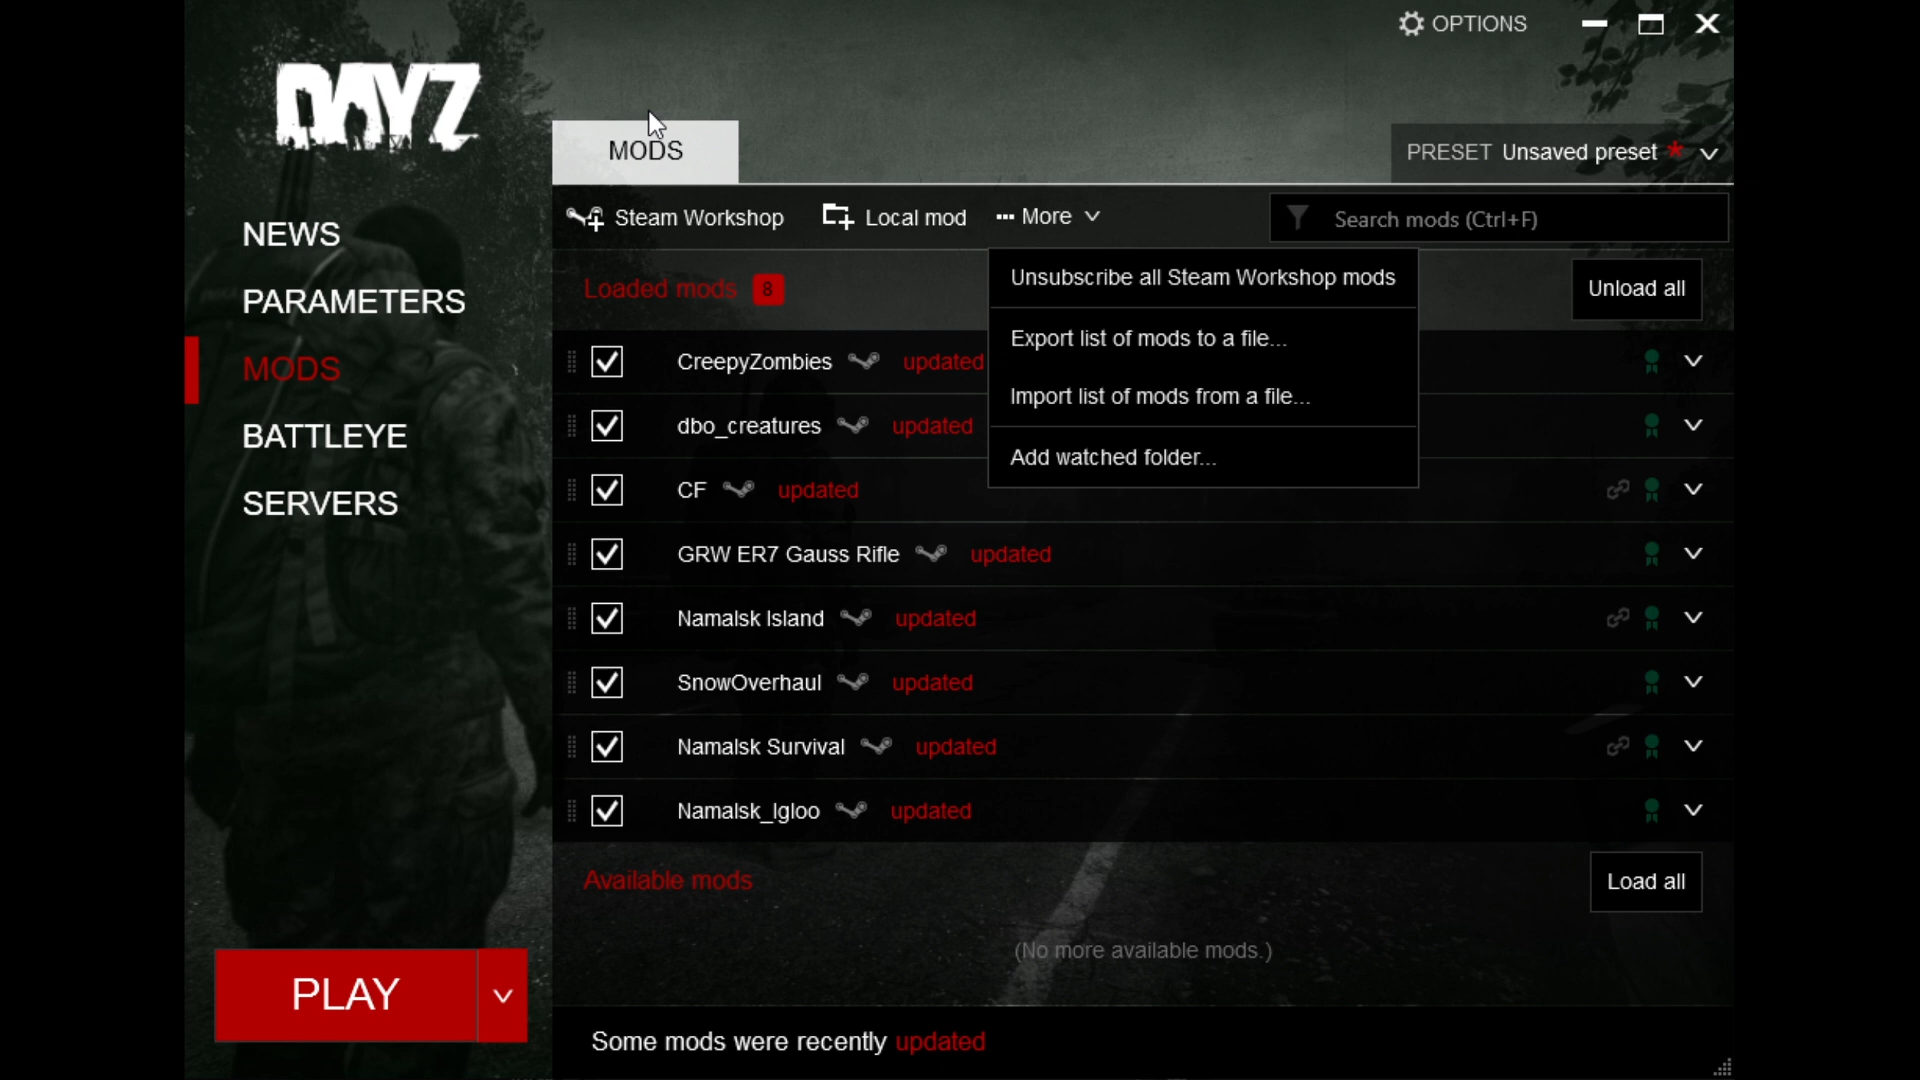 OPTIONS
DAYZ
MODS
PRESET Unsaved preset *
Steam Workshop
Local mod
More
Search mods (Ctrl+F)
NEWS
PARAMETERS
MODS
BATTLEYE
SERVERS
Unsubscribe all Steam Workshop mods
Export list of mods to a file...
Import list of mods from a file...
Add watched folder...
Loaded mods 8
Unload all
CreepyZombies updated
dbo_creatures updated
CF updated
GRW ER7 Gauss Rifle updated
Namalsk Island updated
SnowOverhaul updated
Namalsk Survival updated
Namalsk_Igloo updated
Available mods
Load all
(No more available mods.)
PLAY
Some mods were recently updated